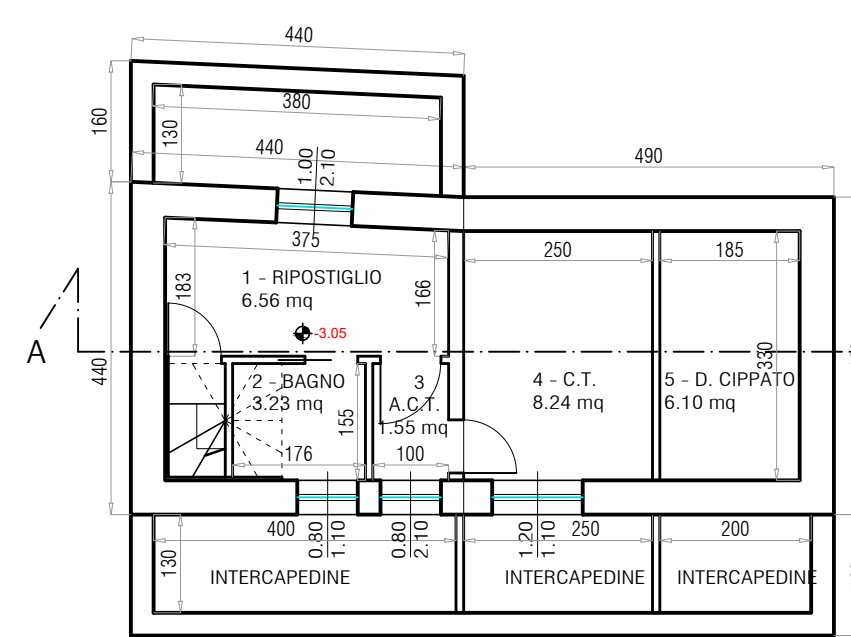 440
160
130
380
440
1.00
2.10
490
375
250
185
183
1 - RIPOSTIGLIO
6.56 mq
166
-3.05
A
440
330
2 - BAGNO
3.23 mq
3
A.C.T.
1.55 mq
4 - C.T.
8.24 mq
5 - D. CIPPATO
6.10 mq
155
176
100
400
0.80
1.10
0.80
2.10
1.20
1.10
250
200
130
INTERCAPEDINE
INTERCAPEDINE
INTERCAPEDINE